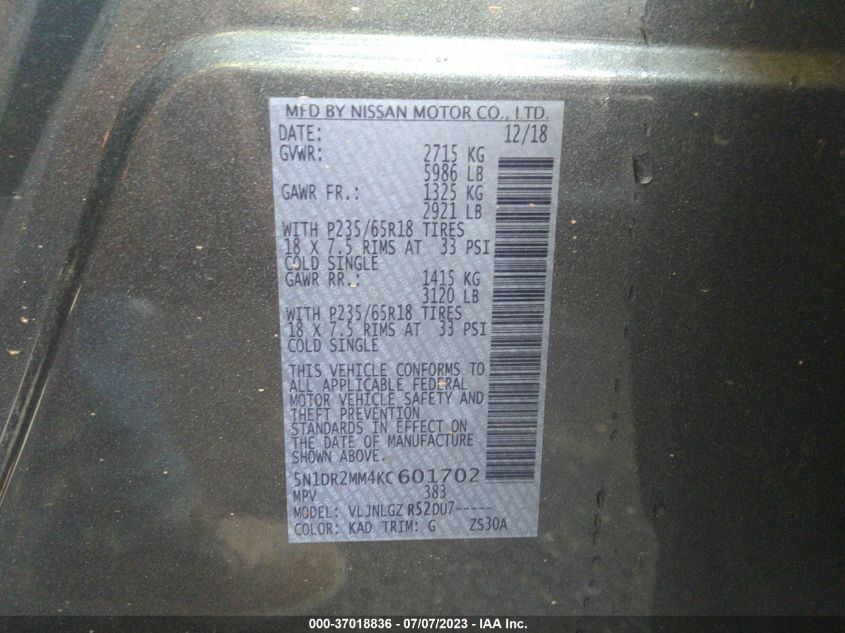 MFD BY NISSAN MOTOR CO., LTD.
DATE: 12/18
GVWR: 2715 KG
5986 LB
GAWR FR.: 1325 KG
2921 LB
WITH P235/65R18 TIRES
18 X 7.5 RIMS AT 33 PSI
COLD SINGLE
GAWR RR.: 1415 KG
3120 LB
WITH P235/65R18 TIRES
18 X 7.5 RIMS AT 33 PSI
COLD SINGLE
THIS VEHICLE CONFORMS TO
ALL APPLICABLE FEDERAL
MOTOR VEHICLE SAFETY AND
THEFT PREVENTION
STANDARDS IN EFFECT ON
THE DATE OF MANUFACTURE
SHOWN ABOVE.
5N1DR2MM4KC601702
MPV 383
MODEL: VLJNLGZ R52DU7-----
COLOR: KAD TRIM: G ZS30A
000-37018836 - 07/07/2023 - IAA Inc.